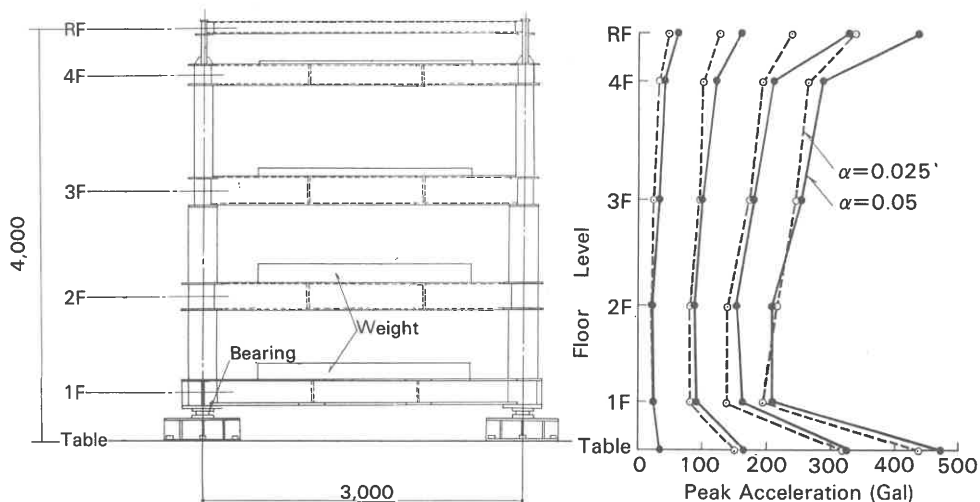 RF
4F
3F
2F
1F
Table
4,000
3,000
Bearing
Weight
RF
4F
3F
2F
1F
Table
Floor Level
α=0.025
α=0.05
0 100 200 300 400 500
Peak Acceleration (Gal)